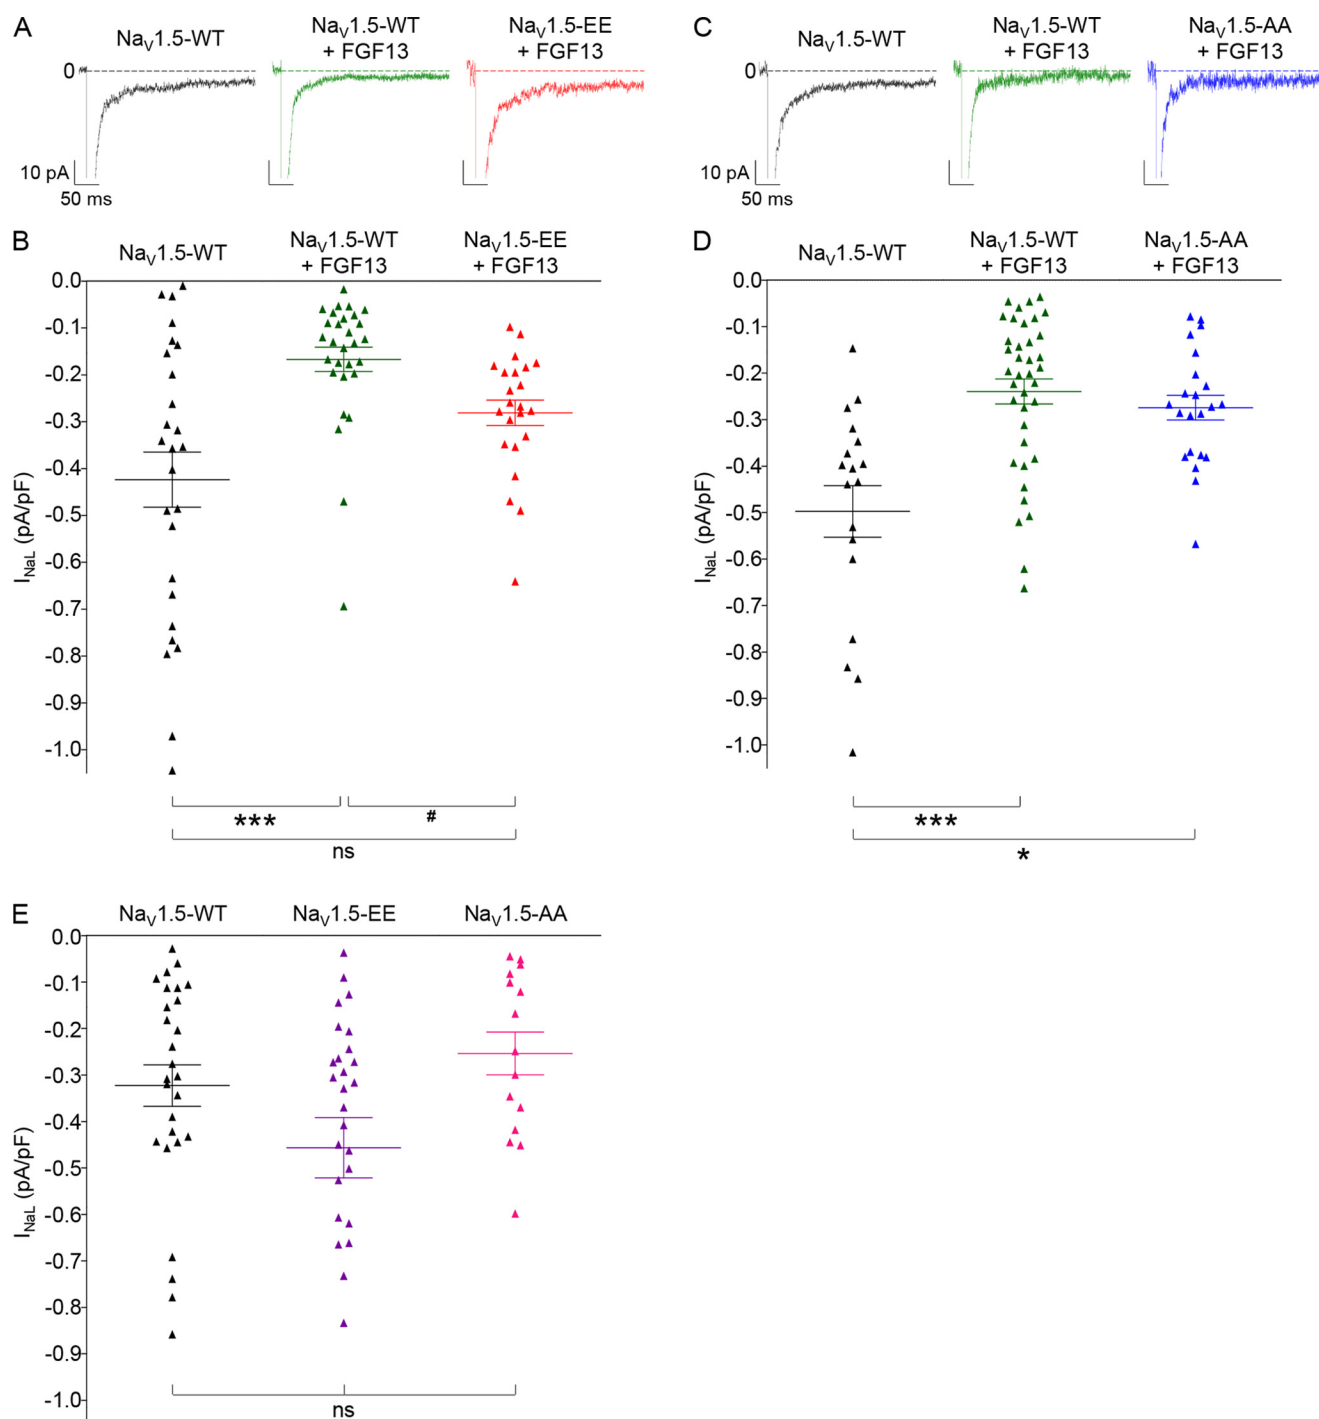 A
NaV1.5-WT
NaV1.5-WT
+ FGF13
NaV1.5-EE
+ FGF13
0
10 pA
50 ms
C
NaV1.5-WT
NaV1.5-WT
+ FGF13
NaV1.5-AA
+ FGF13
0
10 pA
50 ms
B
NaV1.5-WT
NaV1.5-WT
+ FGF13
NaV1.5-EE
+ FGF13
0.0
-0.1
-0.2
-0.3
-0.4
-0.5
-0.6
-0.7
-0.8
-0.9
-1.0
INaL (pA/pF)
***
#
ns
D
NaV1.5-WT
NaV1.5-WT
+ FGF13
NaV1.5-AA
+ FGF13
0.0
-0.1
-0.2
-0.3
-0.4
-0.5
-0.6
-0.7
-0.8
-0.9
-1.0
INaL (pA/pF)
***
*
E
NaV1.5-WT
NaV1.5-EE
NaV1.5-AA
0.0
-0.1
-0.2
-0.3
-0.4
-0.5
-0.6
-0.7
-0.8
-0.9
-1.0
INaL (pA/pF)
ns